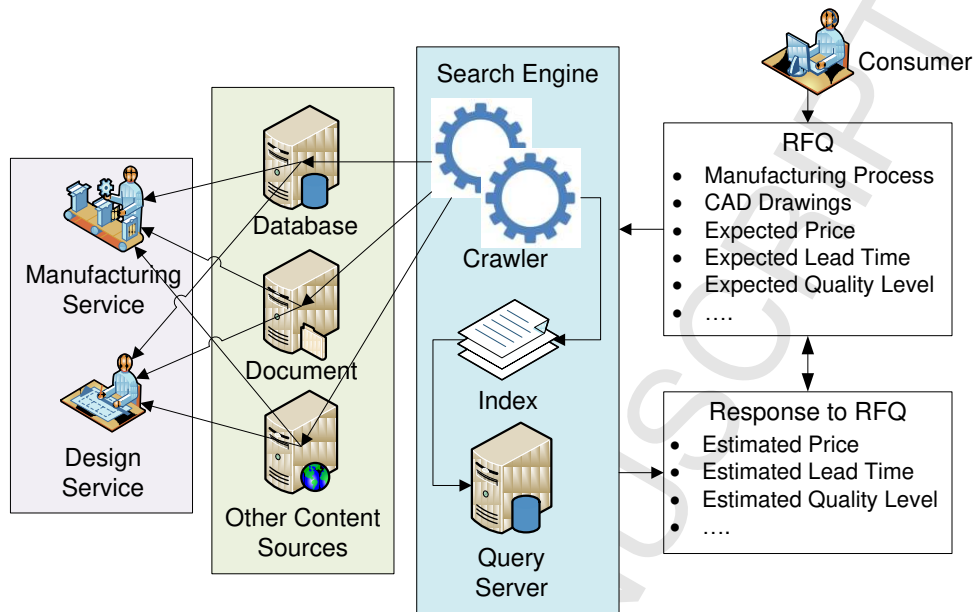 Consumer
Search Engine
RFQ
• Manufacturing Process
• CAD Drawings
• Expected Price
• Expected Lead Time
• Expected Quality Level
• ....
Database
Crawler
Manufacturing
Service
Document
Index
Response to RFQ
• Estimated Price
• Estimated Lead Time
• Estimated Quality Level
• ....
Design
Service
Other Content
Sources
Query
Server